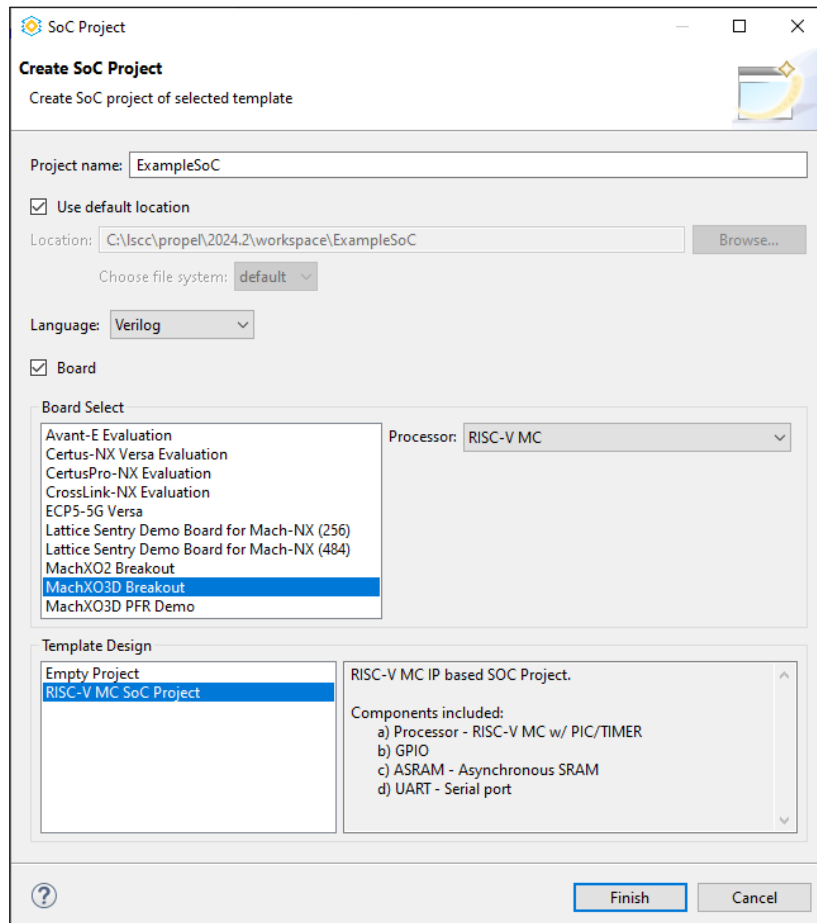 SoC Project
Create SoC Project
Create SoC project of selected template
Project name: ExampleSoC
Use default location
Location: C:\lscc\propel\2024.2\workspace\ExampleSoC Browse...
Choose file system: default
Language: Verilog
Board
Board Select
Avant-E Evaluation
Certus-NX Versa Evaluation
CertusPro-NX Evaluation
CrossLink-NX Evaluation
ECP5-5G Versa
Lattice Sentry Demo Board for Mach-NX (256)
Lattice Sentry Demo Board for Mach-NX (484)
MachXO2 Breakout
MachXO3D Breakout
MachXO3D PFR Demo
Processor: RISC-V MC
Template Design
Empty Project
RISC-V MC SoC Project
RISC-V MC IP based SOC Project.
Components included:
a) Processor - RISC-V MC w/ PIC/TIMER
b) GPIO
c) ASRAM - Asynchronous SRAM
d) UART - Serial port
? Finish Cancel